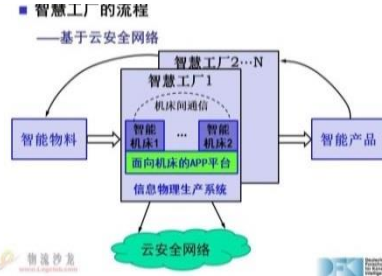 智慧工厂的流程
——基于云安全网络
智慧工厂2…N
智慧工厂1
机床间通信
智能物料
智能机床1
…
智能机床2
智能产品
面向机床的APP平台
信息物理生产系统
云安全网络
物流沙龙